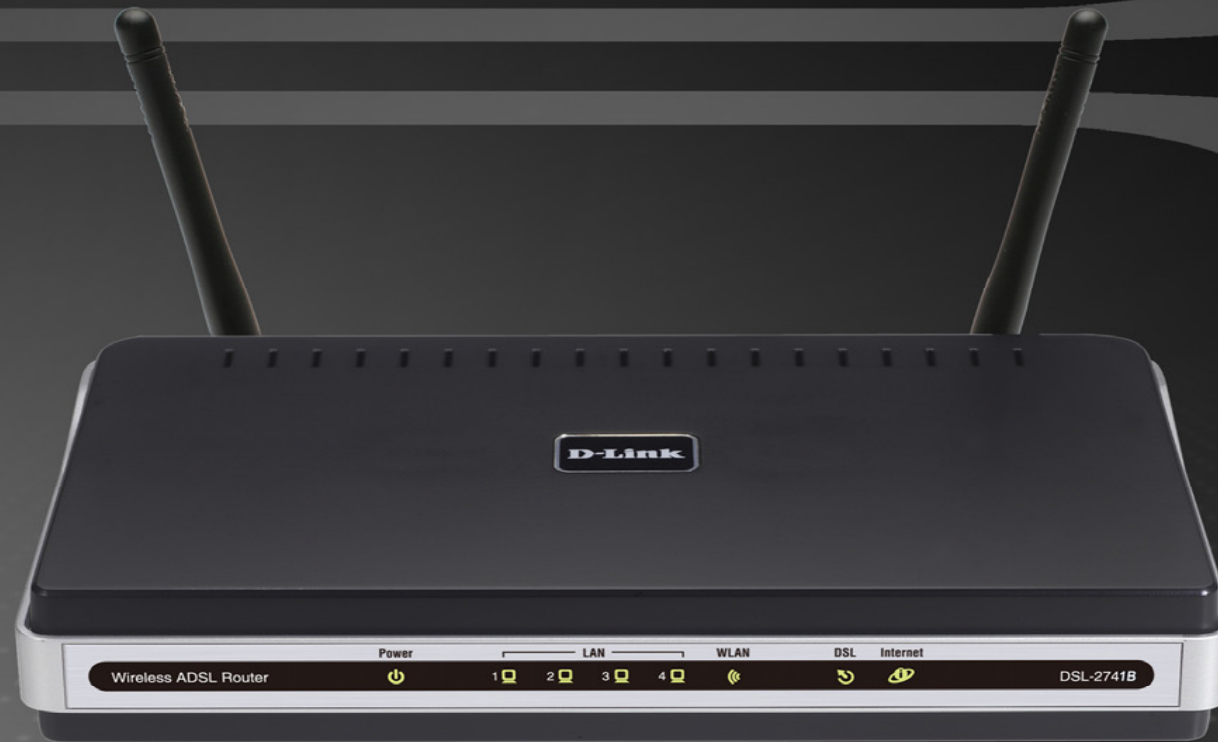 D-Link
Power LAN WLAN DSL Internet
Wireless ADSL Router 1 2 3 4 DSL-2741B